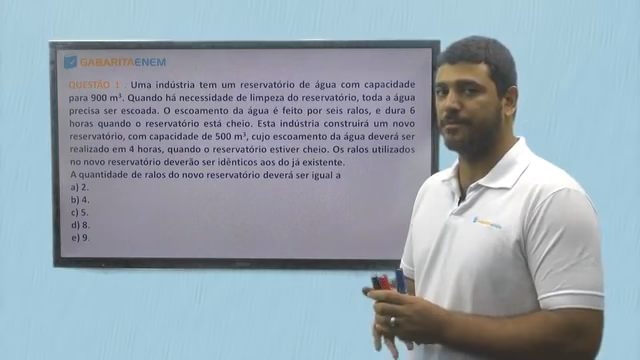 GABARITAENEM
QUESTÃO 1 . Uma indústria tem um reservatório de água com capacidade
para 900 m³. Quando há necessidade de limpeza do reservatório, toda a água
precisa ser escoada. O escoamento da água é feito por seis ralos, e dura 6
horas quando o reservatório está cheio. Esta indústria construirá um novo
reservatório, com capacidade de 500 m³, cujo escoamento da água deverá ser
realizado em 4 horas, quando o reservatório estiver cheio. Os ralos utilizados
no novo reservatório deverão ser idênticos aos do já existente.
A quantidade de ralos do novo reservatório deverá ser igual a
a) 2.
b) 4.
c) 5.
d) 8.
e) 9.
GABARITAENEM